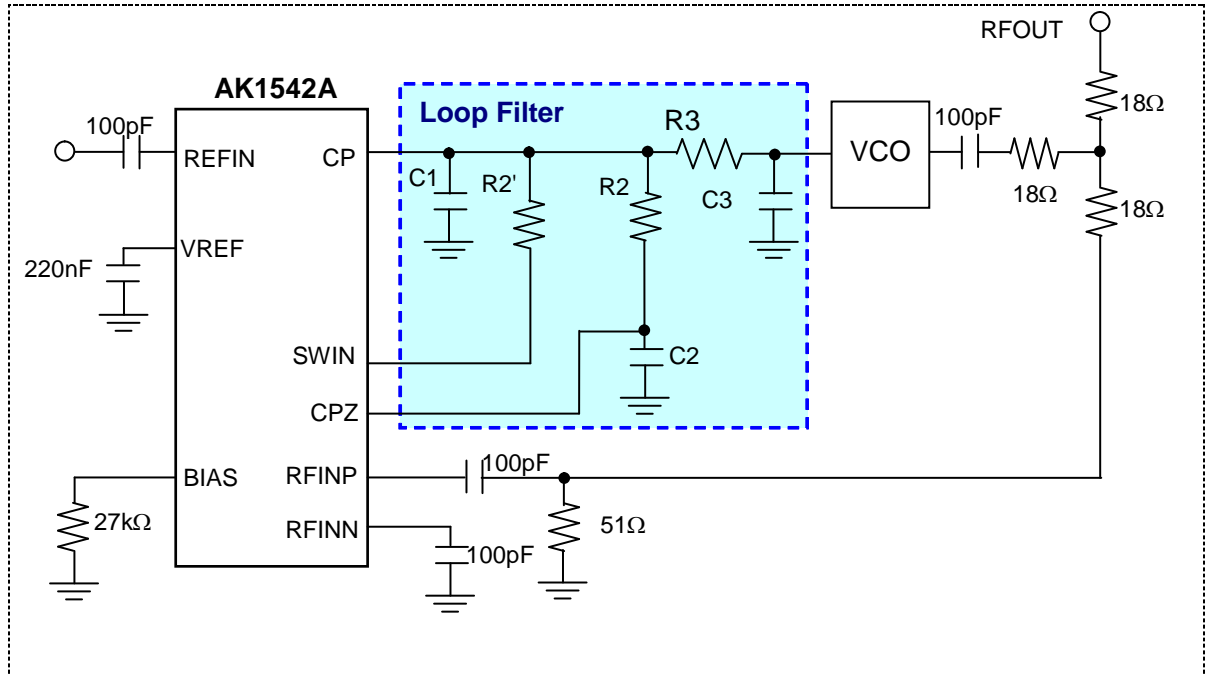 RFOUT
AK1542A
Loop Filter
18Ω
100pF
100pF
REFIN
CP
R3
VCO
C1
R2'
R2
C3
18Ω
18Ω
VREF
220nF
SWIN
C2
CPZ
BIAS
RFINP
100pF
27kΩ
RFINN
51Ω
100pF